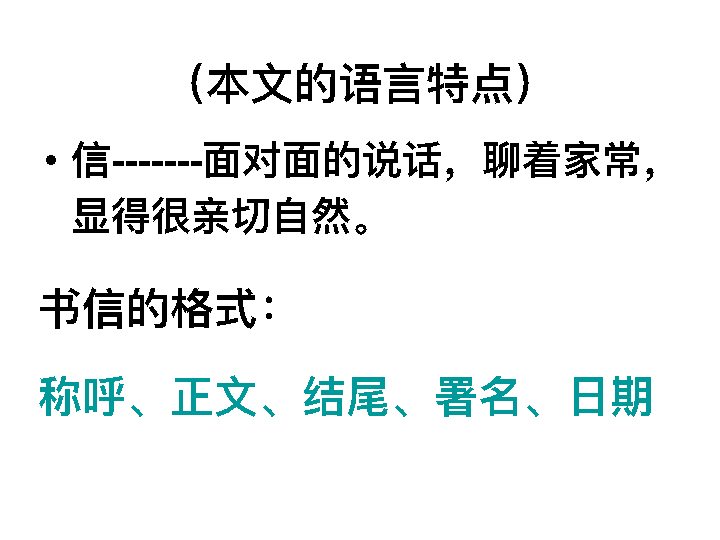 （本文的语言特点）
• 信-------面对面的说话，聊着家常，
显得很亲切自然。
书信的格式：
称呼、正文、结尾、署名、日期